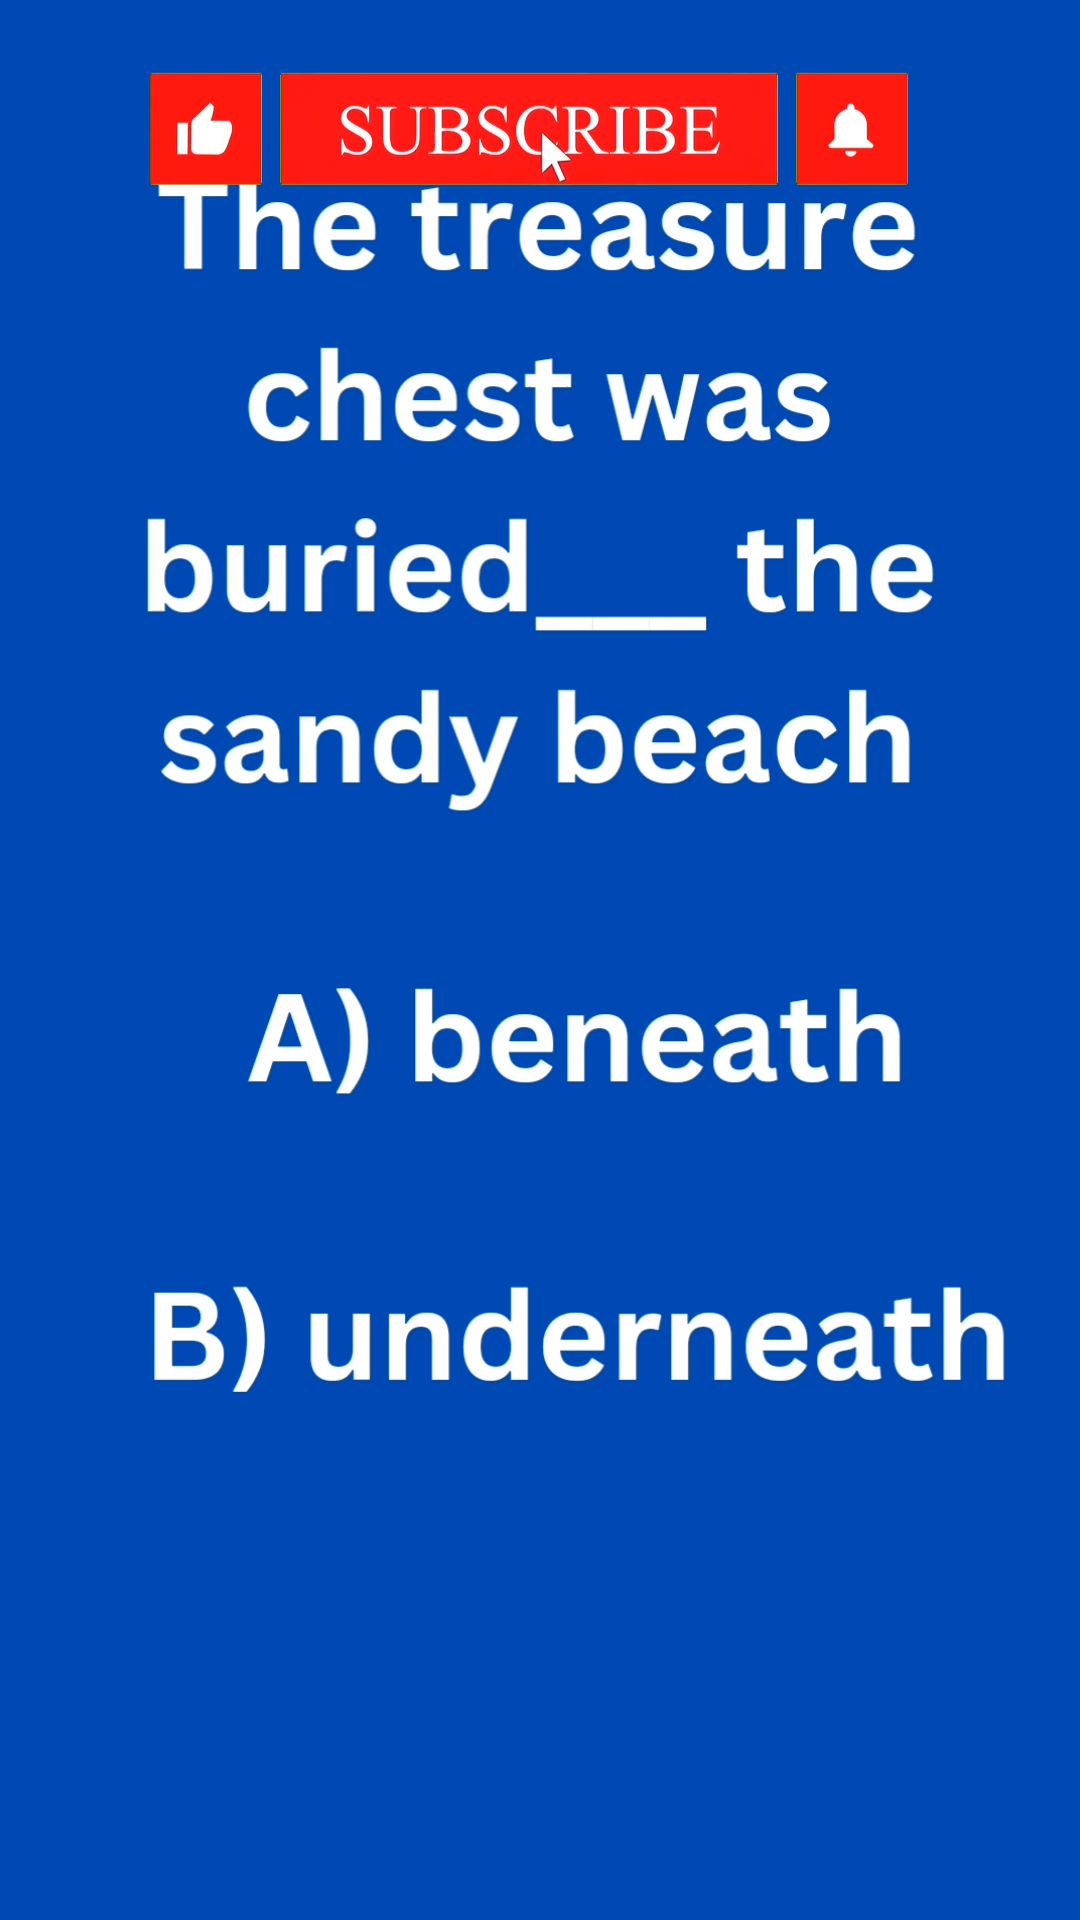 SUBSCRIBE
The treasure
chest was
buried___ the
sandy beach
A) beneath
B) underneath